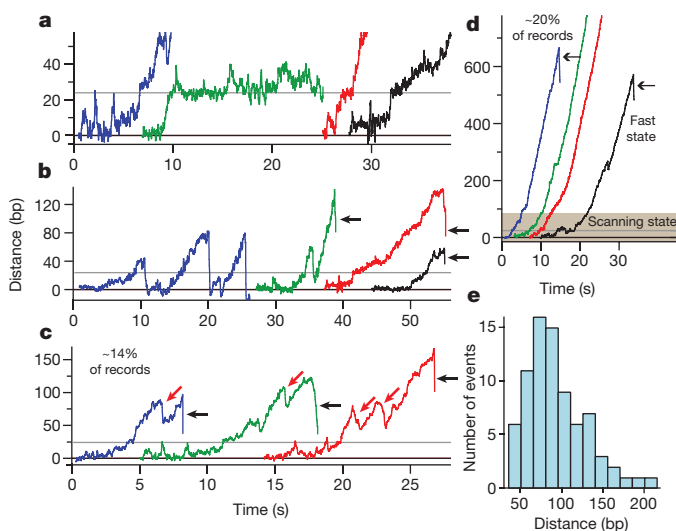 a
40
20
0
10
20
30
b
120
80
40
0
0
10
20
30
40
50
Distance (bp)
c
~14%
of records
150
100
50
0
0
5
10
15
20
25
Time (s)
d
~20%
of records
600
400
200
0
Fast
state
Scanning state
0
10
20
30
Time (s)
e
15
10
5
0
Number of events
50
100
150
200
Distance (bp)